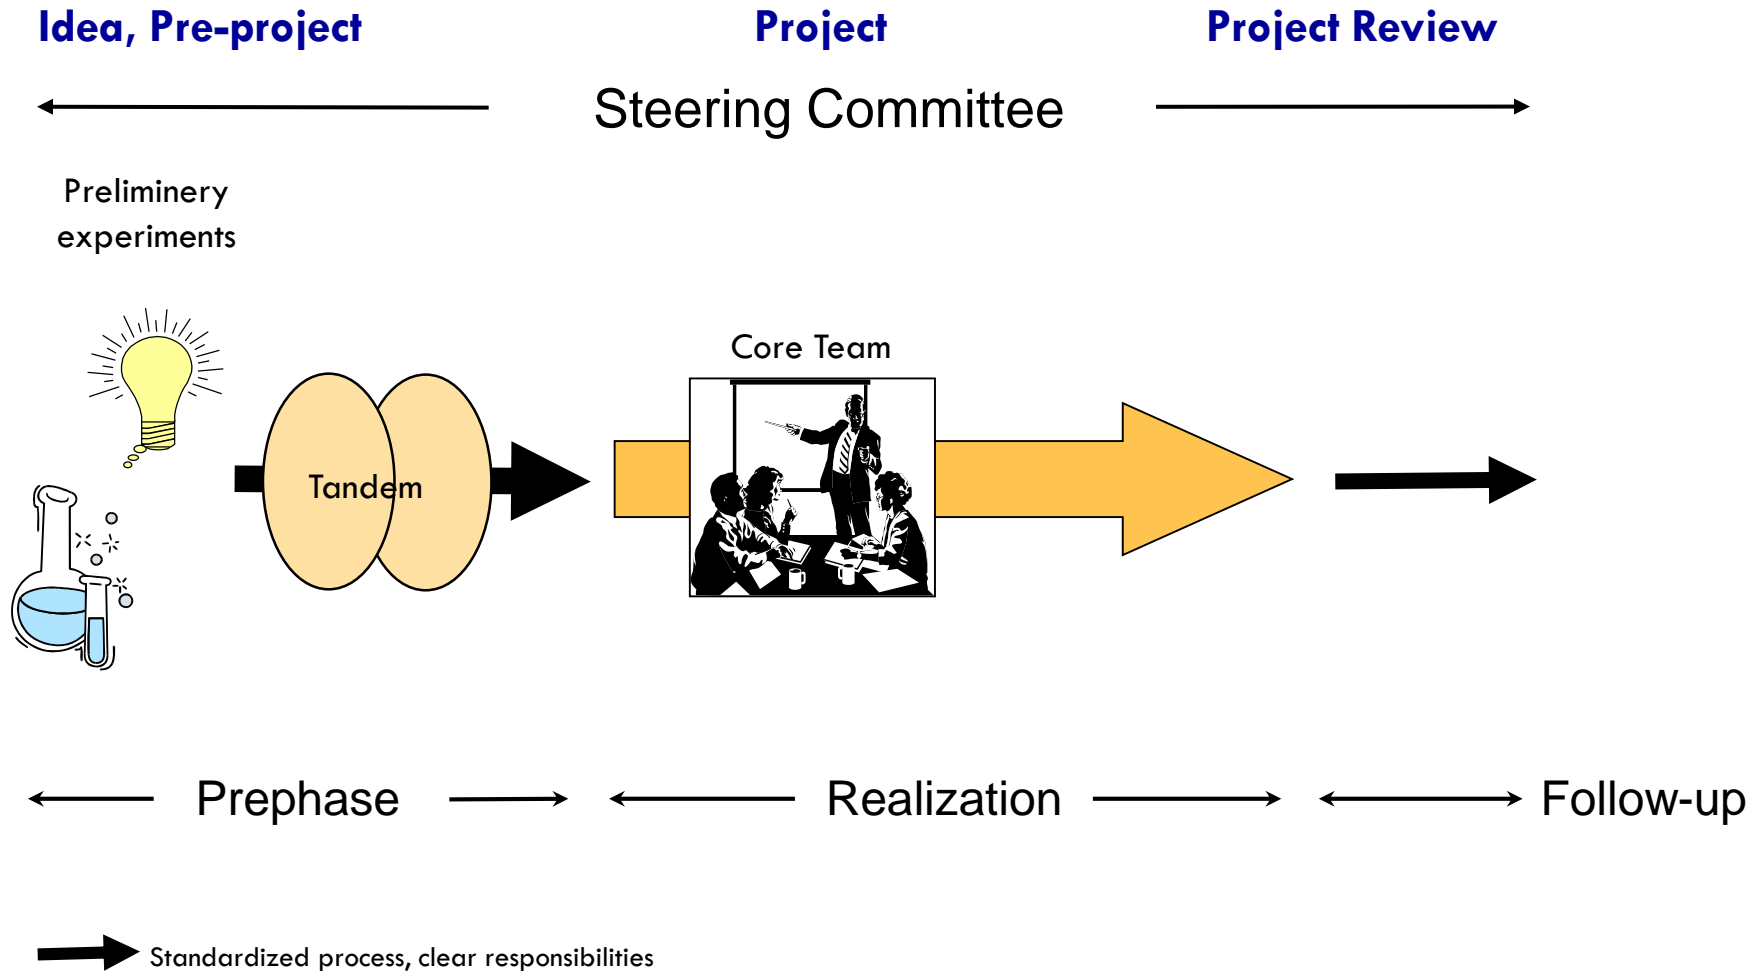 Idea, Pre-project
Project
Project Review
Steering Committee
Preliminery
experiments
Core Team
Tandem
Prephase
Realization
Follow-up
Standardized process, clear responsibilities